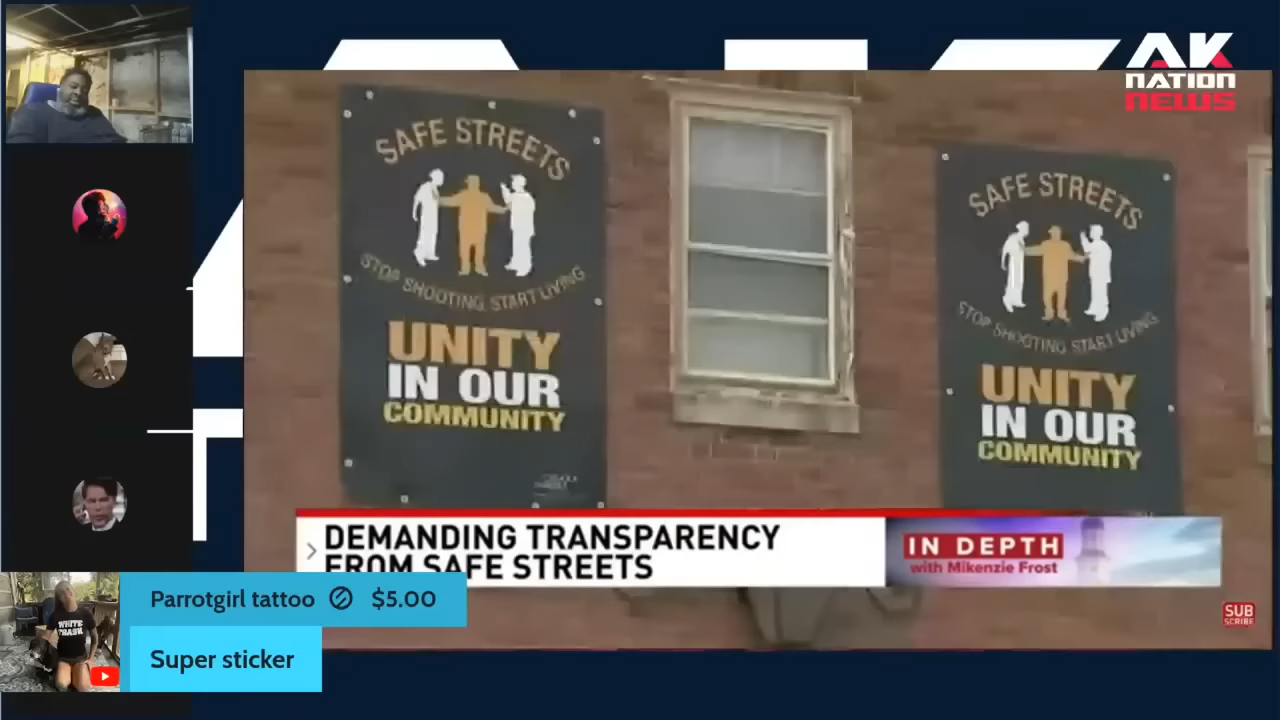 AK
NATION
NEWS
SAFE STREETS
STOP SHOOTING. START LIVING
UNITY
IN OUR
COMMUNITY
SAFE STREETS
STOP SHOOTING. START LIVING
UNITY
IN OUR
COMMUNITY
DEMANDING TRANSPARENCY
FROM SAFE STREETS
IN DEPTH
with Mikenzie Frost
SUB
SCRIBE
WHITE
TRASH
Parrotgirl tattoo $5.00
Super sticker